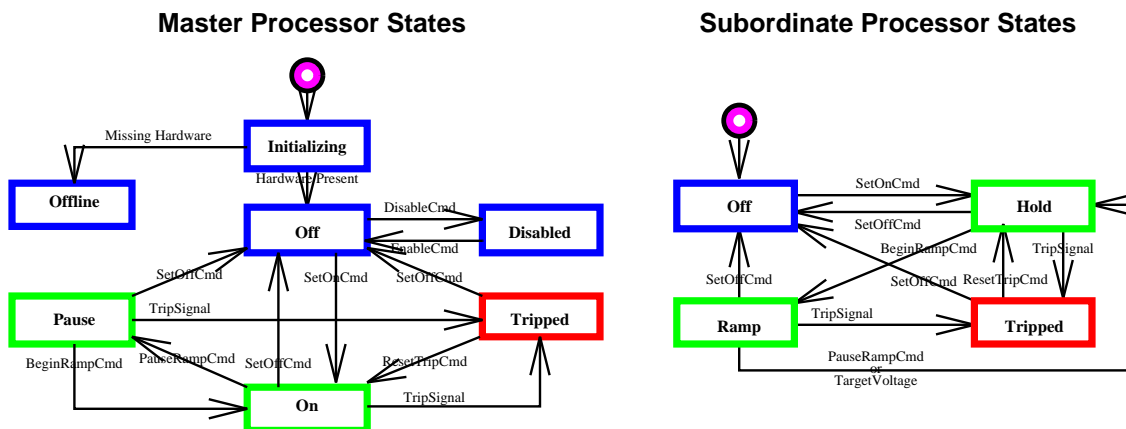 Master Processor States
Missing Hardware
Initializing
Hardware Present
Offline
Off
DisableCmd
EnableCmd
Disabled
SetOffCmd
SetOnCmd
SetOffCmd
Pause
TripSignal
Tripped
BeginRampCmd
PauseRampCmd
SetOffCmd
ResetTripCmd
On
TripSignal
Subordinate Processor States
Off
SetOnCmd
SetOffCmd
Hold
BeginRampCmd
TripSignal
SetOffCmd
SetOffCmd
ResetTripCmd
Ramp
TripSignal
Tripped
PauseRampCmd
or
TargetVoltage